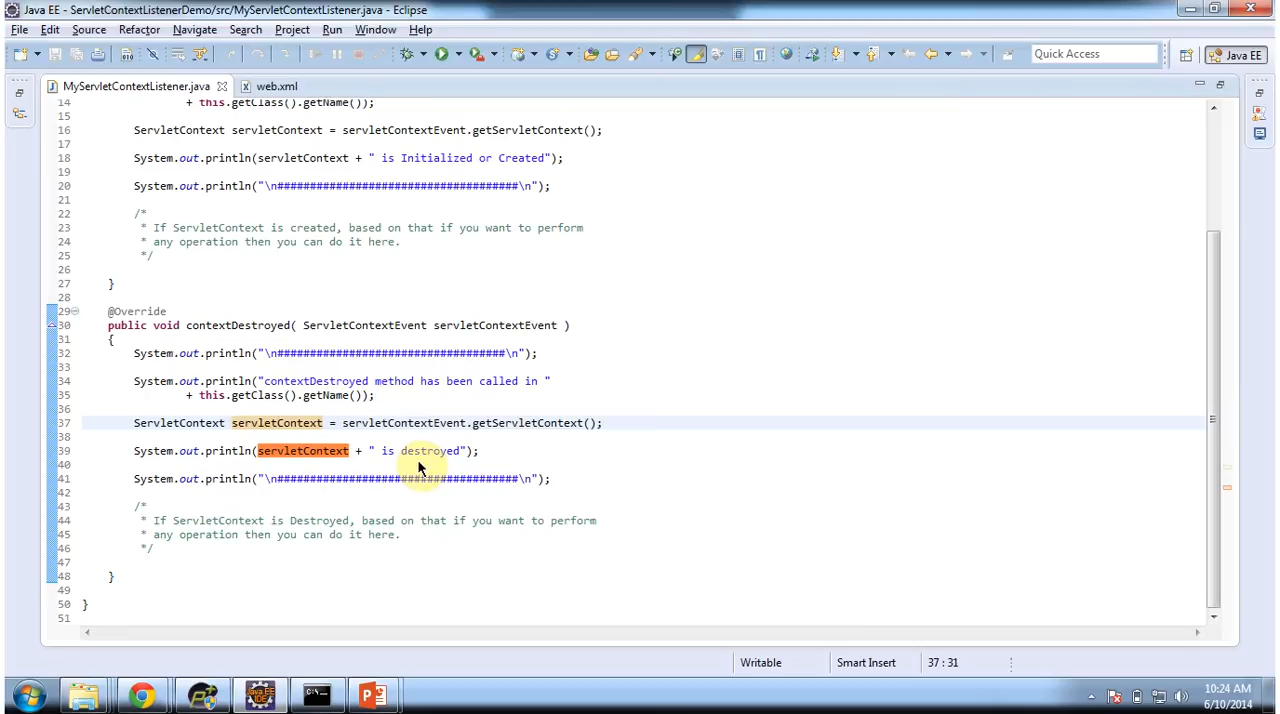 Java EE - ServletContextListenerDemo/src/MyServletContextListener.java - Eclipse
File Edit Source Refactor Navigate Search Project Run Window Help
Quick Access
Java EE
MyServletContextListener.java
web.xml
14 + this.getClass().getName());
15
16 ServletContext servletContext = servletContextEvent.getServletContext();
17
18 System.out.println(servletContext + " is Initialized or Created");
19
20 System.out.println("\n#####################################\n");
21
22 /*
23 * If ServletContext is created, based on that if you want to perform
24 * any operation then you can do it here.
25 */
26
27 }
28
29 @Override
30 public void contextDestroyed( ServletContextEvent servletContextEvent )
31 {
32 System.out.println("\n###################################\n");
33
34 System.out.println("contextDestroyed method has been called in "
35 + this.getClass().getName());
36
37 ServletContext servletContext = servletContextEvent.getServletContext();
38
39 System.out.println(servletContext + " is destroyed");
40
41 System.out.println("\n#####################################\n");
42
43 /*
44 * If ServletContext is Destroyed, based on that if you want to perform
45 * any operation then you can do it here.
46 */
47
48 }
49
50 }
51
Writable Smart Insert 37 : 31
10:24 AM
6/10/2014